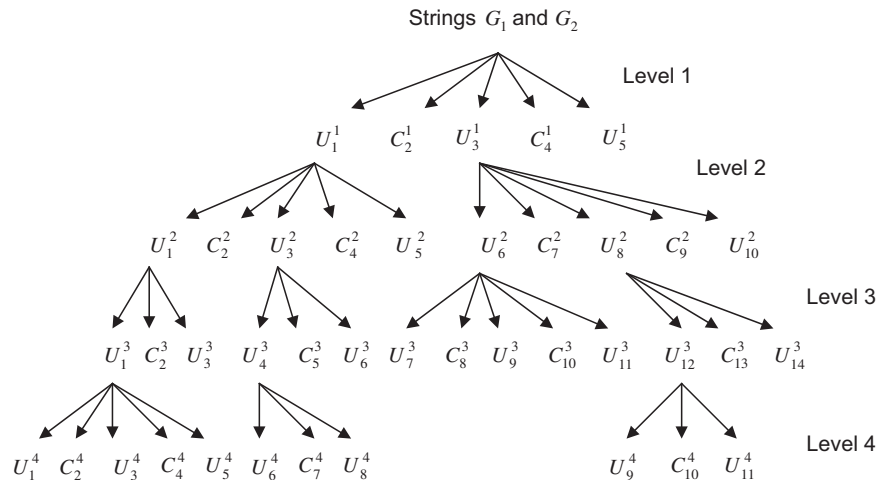 Strings G₁ and G₂
Level 1
U₁¹ C₂¹ U₃¹ C₄¹ U₅¹
Level 2
U₁² C₂² U₃² C₄² U₅² U₆² C₇² U₈² C₉² U₁₀²
Level 3
U₁³ C₂³ U₃³ U₄³ C₅³ U₆³ U₇³ C₈³ U₉³ C₁₀³ U₁₁³ U₁₂³ C₁₃³ U₁₄³
Level 4
U₁⁴ C₂⁴ U₃⁴ C₄⁴ U₅⁴ U₆⁴ C₇⁴ U₈⁴ U₉⁴ C₁₀⁴ U₁₁⁴